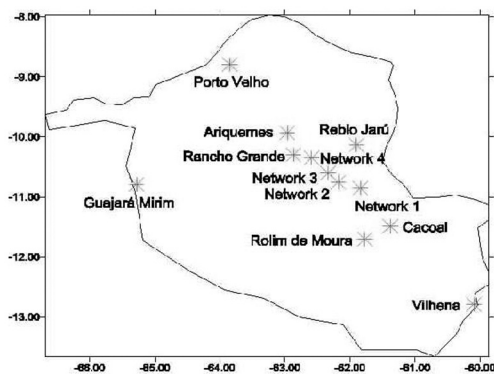 -8.00
-9.00
-10.00
-11.00
-12.00
-13.00
Porto Velho
Ariquemes
Rebio Jarú
Rancho Grande
Network 4
Network 3
Network 2
Guajará Mirim
Network 1
Cacoal
Rolim de Moura
Vilhena
-66.00
-65.00
-64.00
-63.00
-62.00
-61.00
-60.00